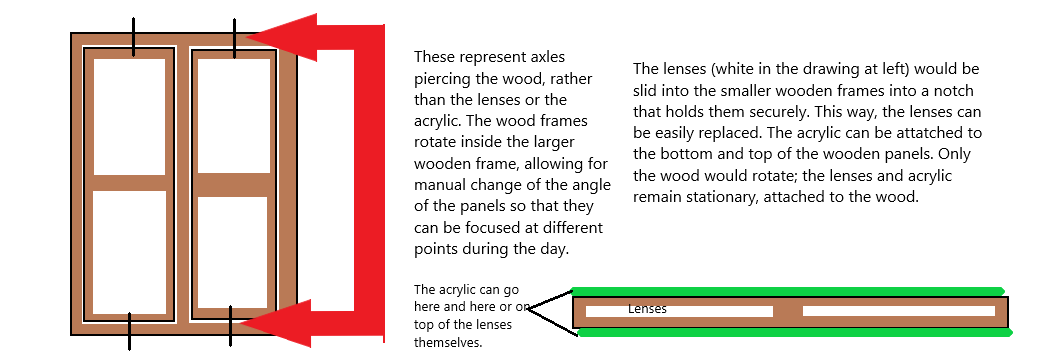 These represent axles
piercing the wood, rather
than the lenses or the
acrylic. The wood frames
rotate inside the larger
wooden frame, allowing for
manual change of the angle
of the panels so that they
can be focused at different
points during the day.
The lenses (white in the drawing at left) would be
slid into the smaller wooden frames into a notch
that holds them securely. This way, the lenses can
be easily replaced. The acrylic can be attatched to
the bottom and top of the wooden panels. Only
the wood would rotate; the lenses and acrylic
remain stationary, attached to the wood.
The acrylic can go
here and here or on
top of the lenses
themselves.
Lenses